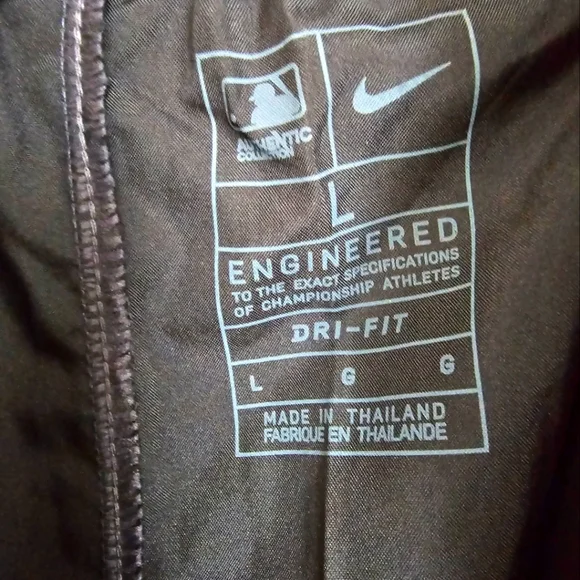 AUTHENTIC
COLLECTION
L
ENGINEERED
TO THE EXACT SPECIFICATIONS
OF CHAMPIONSHIP ATHLETES
DRI-FIT
L G G
MADE IN THAILAND
FABRIQUE EN THAILANDE